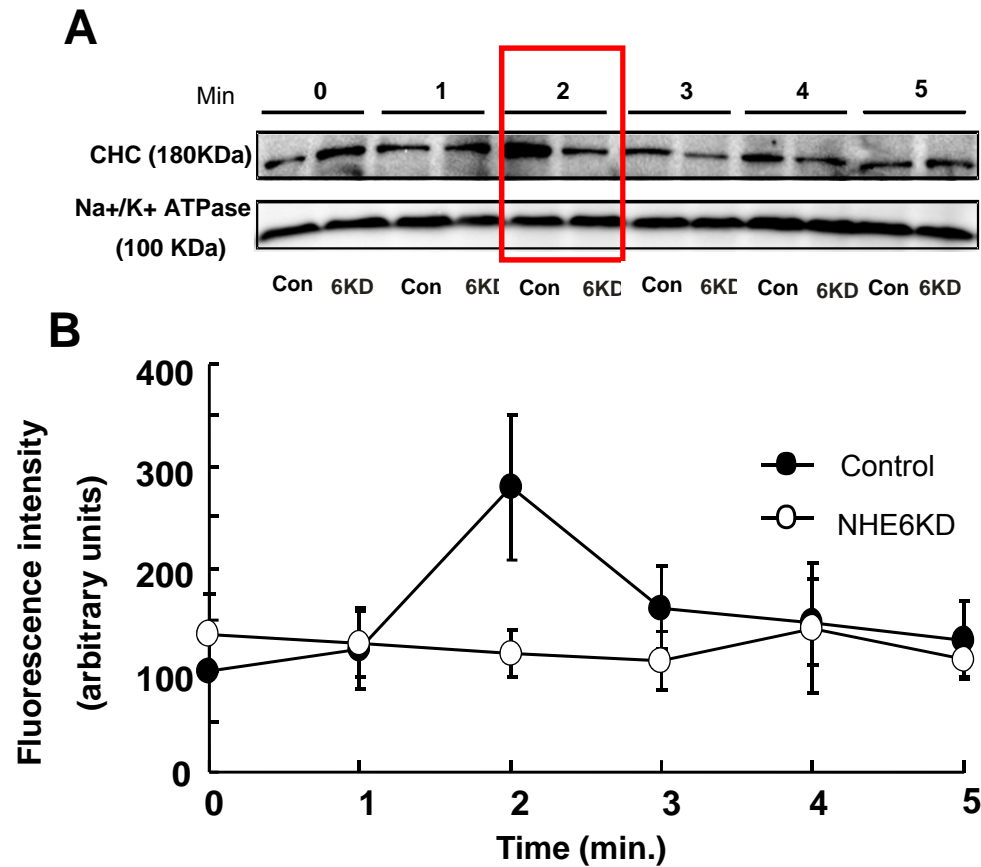 A
Min 0 1 2 3 4 5
CHC (180KDa)
Na+/K+ ATPase
(100 KDa)
Con 6KD Con 6KD Con 6KD Con 6KD Con 6KD Con 6KD
B
Fluorescence intensity
(arbitrary units)
400
300
200
100
0
Control
NHE6KD
0 1 2 3 4 5
Time (min.)